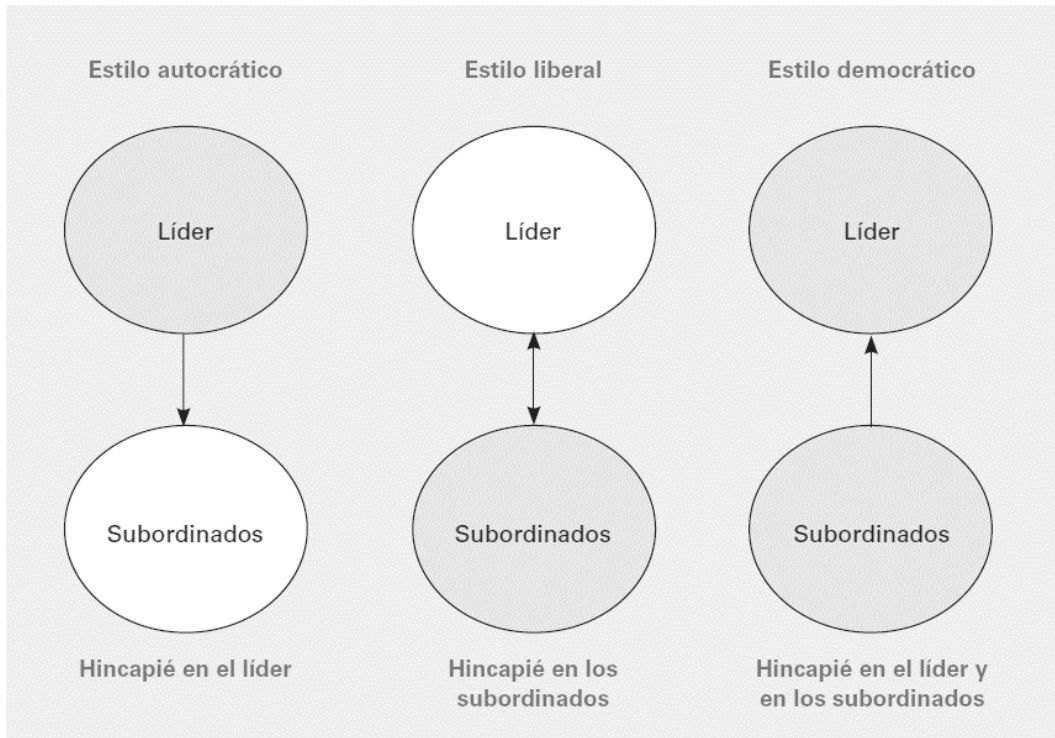 Estilo autocrático
Estilo liberal
Estilo democrático
Líder
Líder
Líder
Subordinados
Subordinados
Subordinados
Hincapié en el líder
Hincapié en los
subordinados
Hincapié en el líder y
en los subordinados